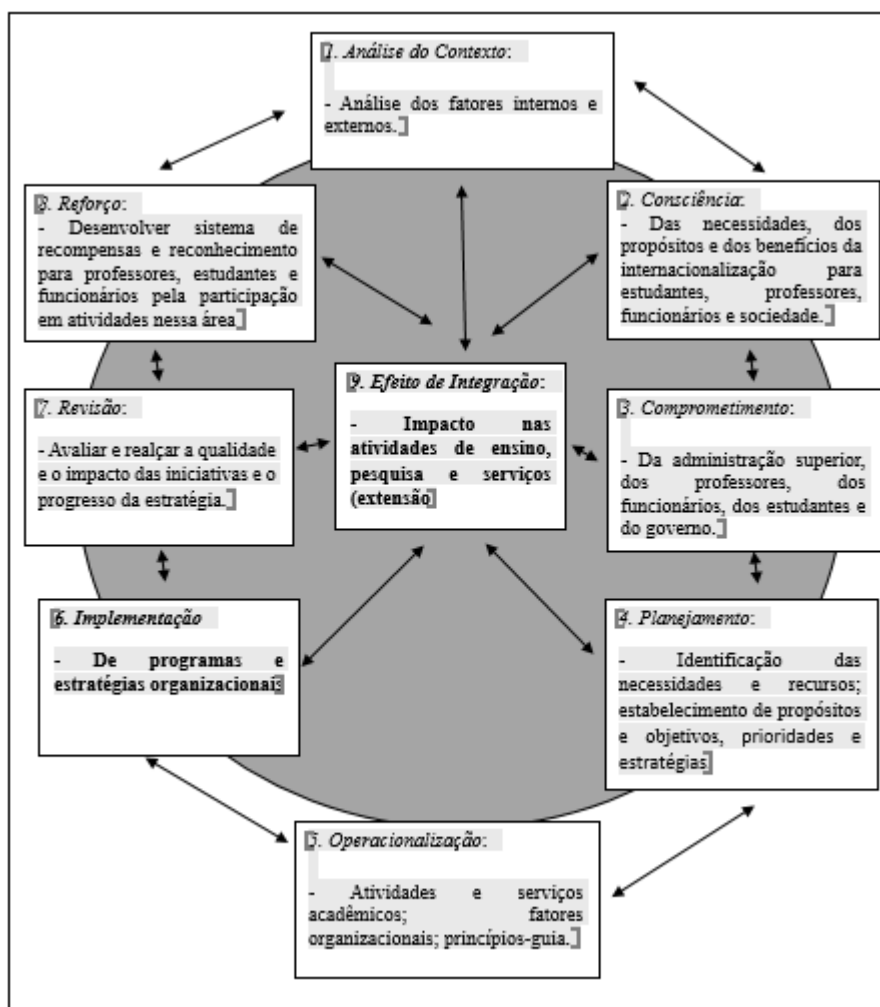 1. Análise do Contexto:
- Análise dos fatores internos e
externos.
2. Consciência:
- Das necessidades, dos
propósitos e dos benefícios da
internacionalização para
estudantes, professores,
funcionários e sociedade.
3. Comprometimento:
- Da administração superior,
dos professores, dos
funcionários, dos estudantes e
do governo.
4. Planejamento:
- Identificação das
necessidades e recursos;
estabelecimento de propósitos
e objetivos, prioridades e
estratégias
5. Operacionalização:
- Atividades e serviços
acadêmicos; fatores
organizacionais; princípios-guia.
6. Implementação
- De programas e
estratégias organizacionais
7. Revisão:
- Avaliar e realçar a qualidade
e o impacto das iniciativas e o
progresso da estratégia.
8. Reforço:
- Desenvolver sistema de
recompensas e reconhecimento
para professores, estudantes e
funcionários pela participação
em atividades nessa área
9. Efeito de Integração:
- Impacto nas
atividades de ensino,
pesquisa e serviços
(extensão